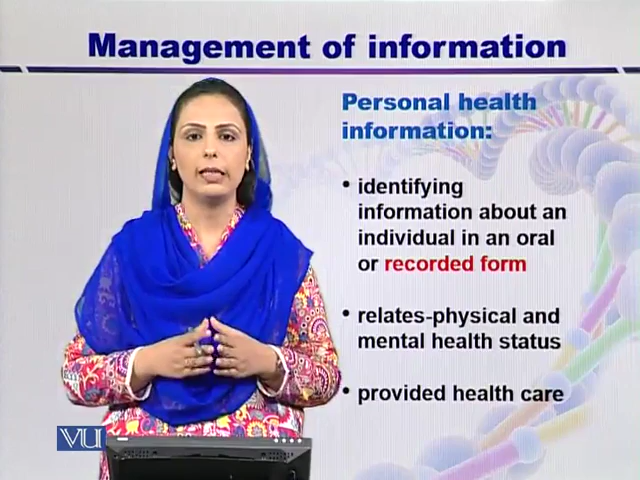 Management of information
Personal health
information:
• identifying
information about an
individual in an oral
or recorded form
• relates-physical and
mental health status
• provided health care
VU